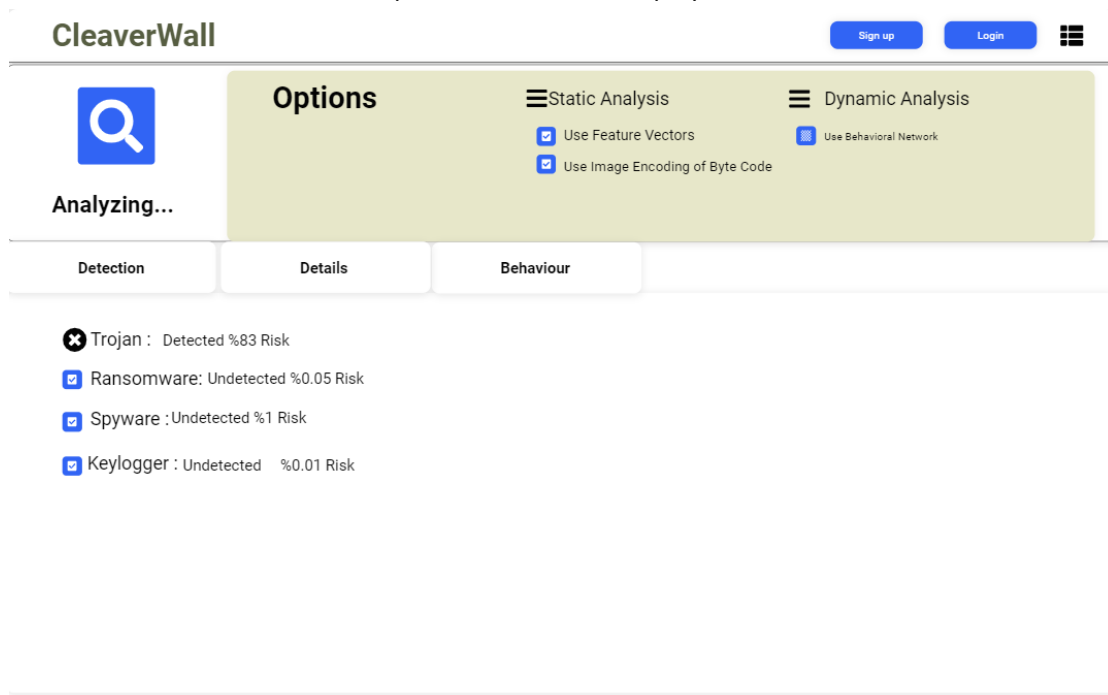 CleaverWall
Sign up
Login
Options
Static Analysis
Dynamic Analysis
Use Feature Vectors
Use Behavioral Network
Use Image Encoding of Byte Code
Analyzing...
Detection
Details
Behaviour
Trojan : Detected %83 Risk
Ransomware: Undetected %0.05 Risk
Spyware : Undetected %1 Risk
Keylogger : Undetected %0.01 Risk